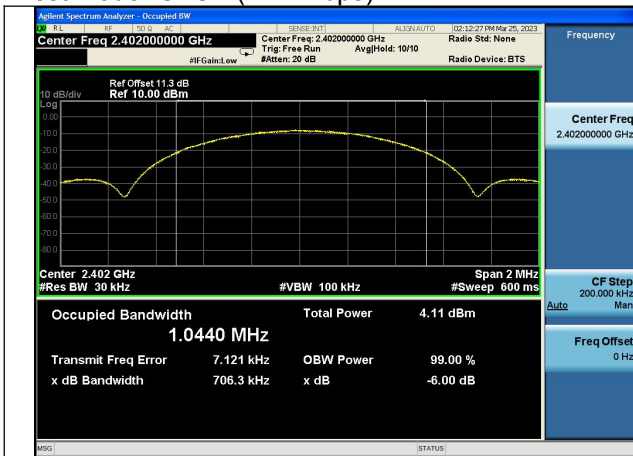 Agilent Spectrum Analyzer - Occupied BW
RL RF 50 Ω AC SENSE:INT ALIGN AUTO 02:12:27 PM Mar 25, 2023
Center Freq 2.402000000 GHz
Center Freq: 2.402000000 GHz
Radio Std: None
Trig: Free Run Avg|Hold: 10/10
#IFGain:Low #Atten: 20 dB Radio Device: BTS
Ref Offset 11.3 dB
10 dB/div Ref 10.00 dBm
Log
0.00
-10.0
-20.0
-30.0
-40.0
-50.0
-60.0
-70.0
-80.0
Center 2.402 GHz Span 2 MHz
#Res BW 30 kHz #VBW 100 kHz #Sweep 600 ms
Occupied Bandwidth Total Power 4.11 dBm
1.0440 MHz
Transmit Freq Error 7.121 kHz OBW Power 99.00 %
x dB Bandwidth 706.3 kHz x dB -6.00 dB
MSG STATUS
Frequency
Center Freq
2.402000000 GHz
CF Step
200.000 kHz
Auto Man
Freq Offset
0 Hz